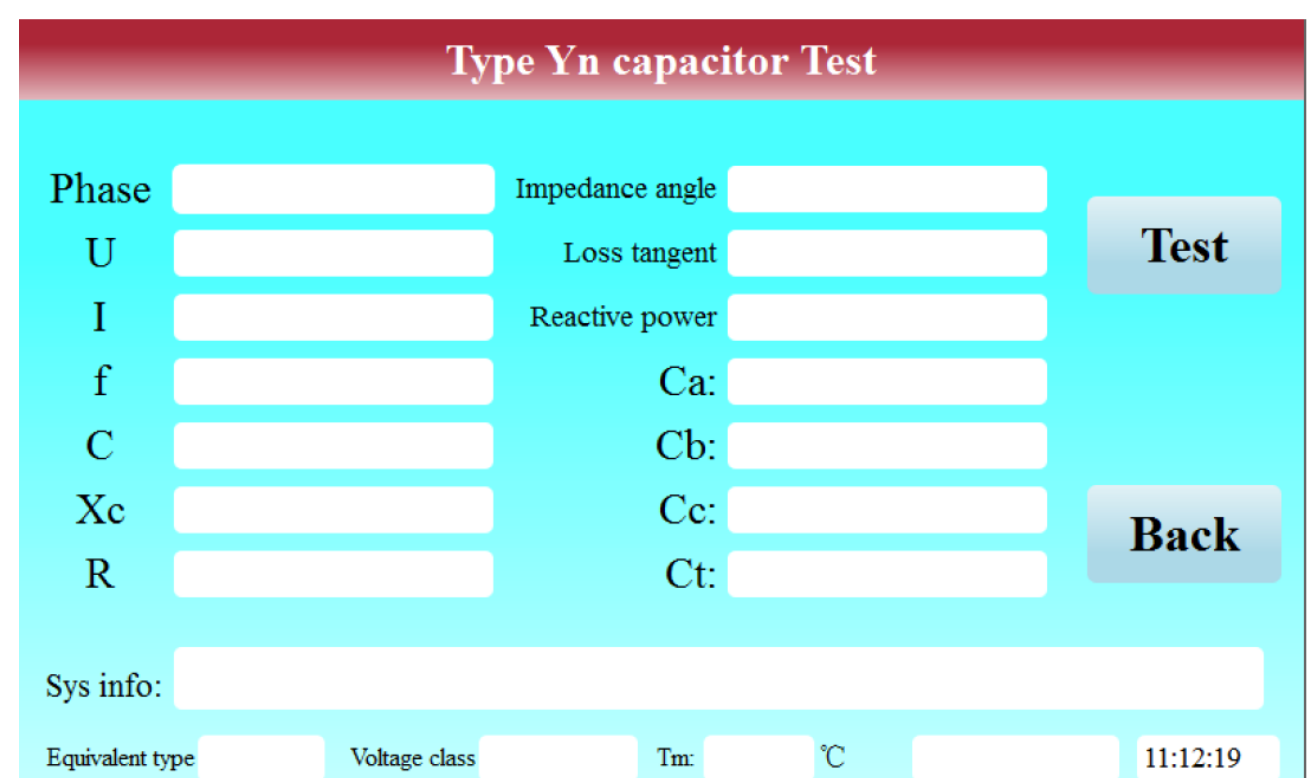 Type Yn capacitor Test
Phase Impedance angle
U Loss tangent
Test
I Reactive power
f Ca:
C Cb:
Xc Cc:
Back
R Ct:
Sys info:
Equivalent type Voltage class Tm: ℃ 11:12:19